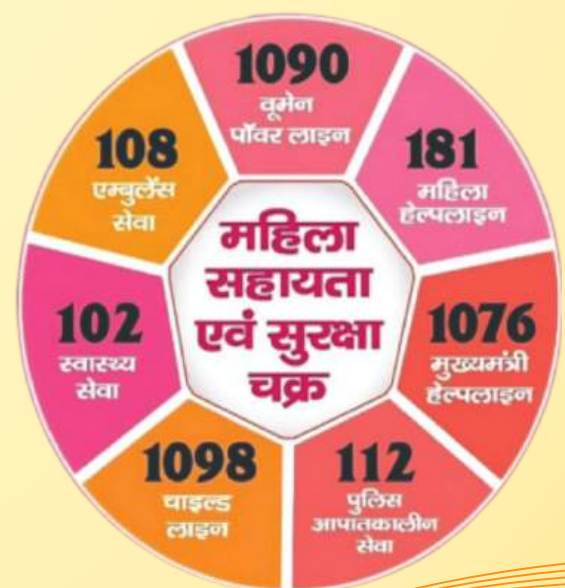 महिला
सहायता
एवं सुरक्षा
चक्र
1090
वूमेन
पॉवर लाइन
181
महिला
हेल्पलाइन
1076
मुख्यमंत्री
हेल्पलाइन
112
पुलिस
आपातकालीन
सेवा
1098
चाइल्ड
लाइन
102
स्वास्थ्य
सेवा
108
एम्बुलेंस
सेवा